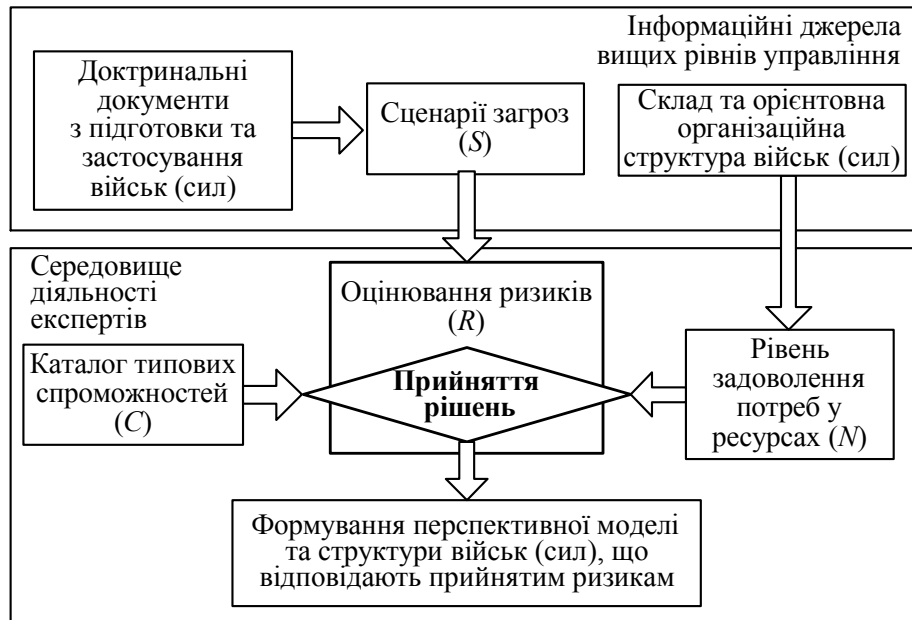 Інформаційні джерела
вищих рівнів управління
Доктринальні
документи
з підготовки та
застосування
військ (сил)
Сценарії загроз
(S)
Склад та орієнтовна
організаційна
структура військ (сил)
Середовище
діяльності
експертів
Оцінювання ризиків
(R)
Каталог типових
спроможностей
(C)
Прийняття
рішень
Рівень
задоволення
потреб у
ресурсах (N)
Формування перспективної моделі
та структури військ (сил), що
відповідають прийнятим ризикам